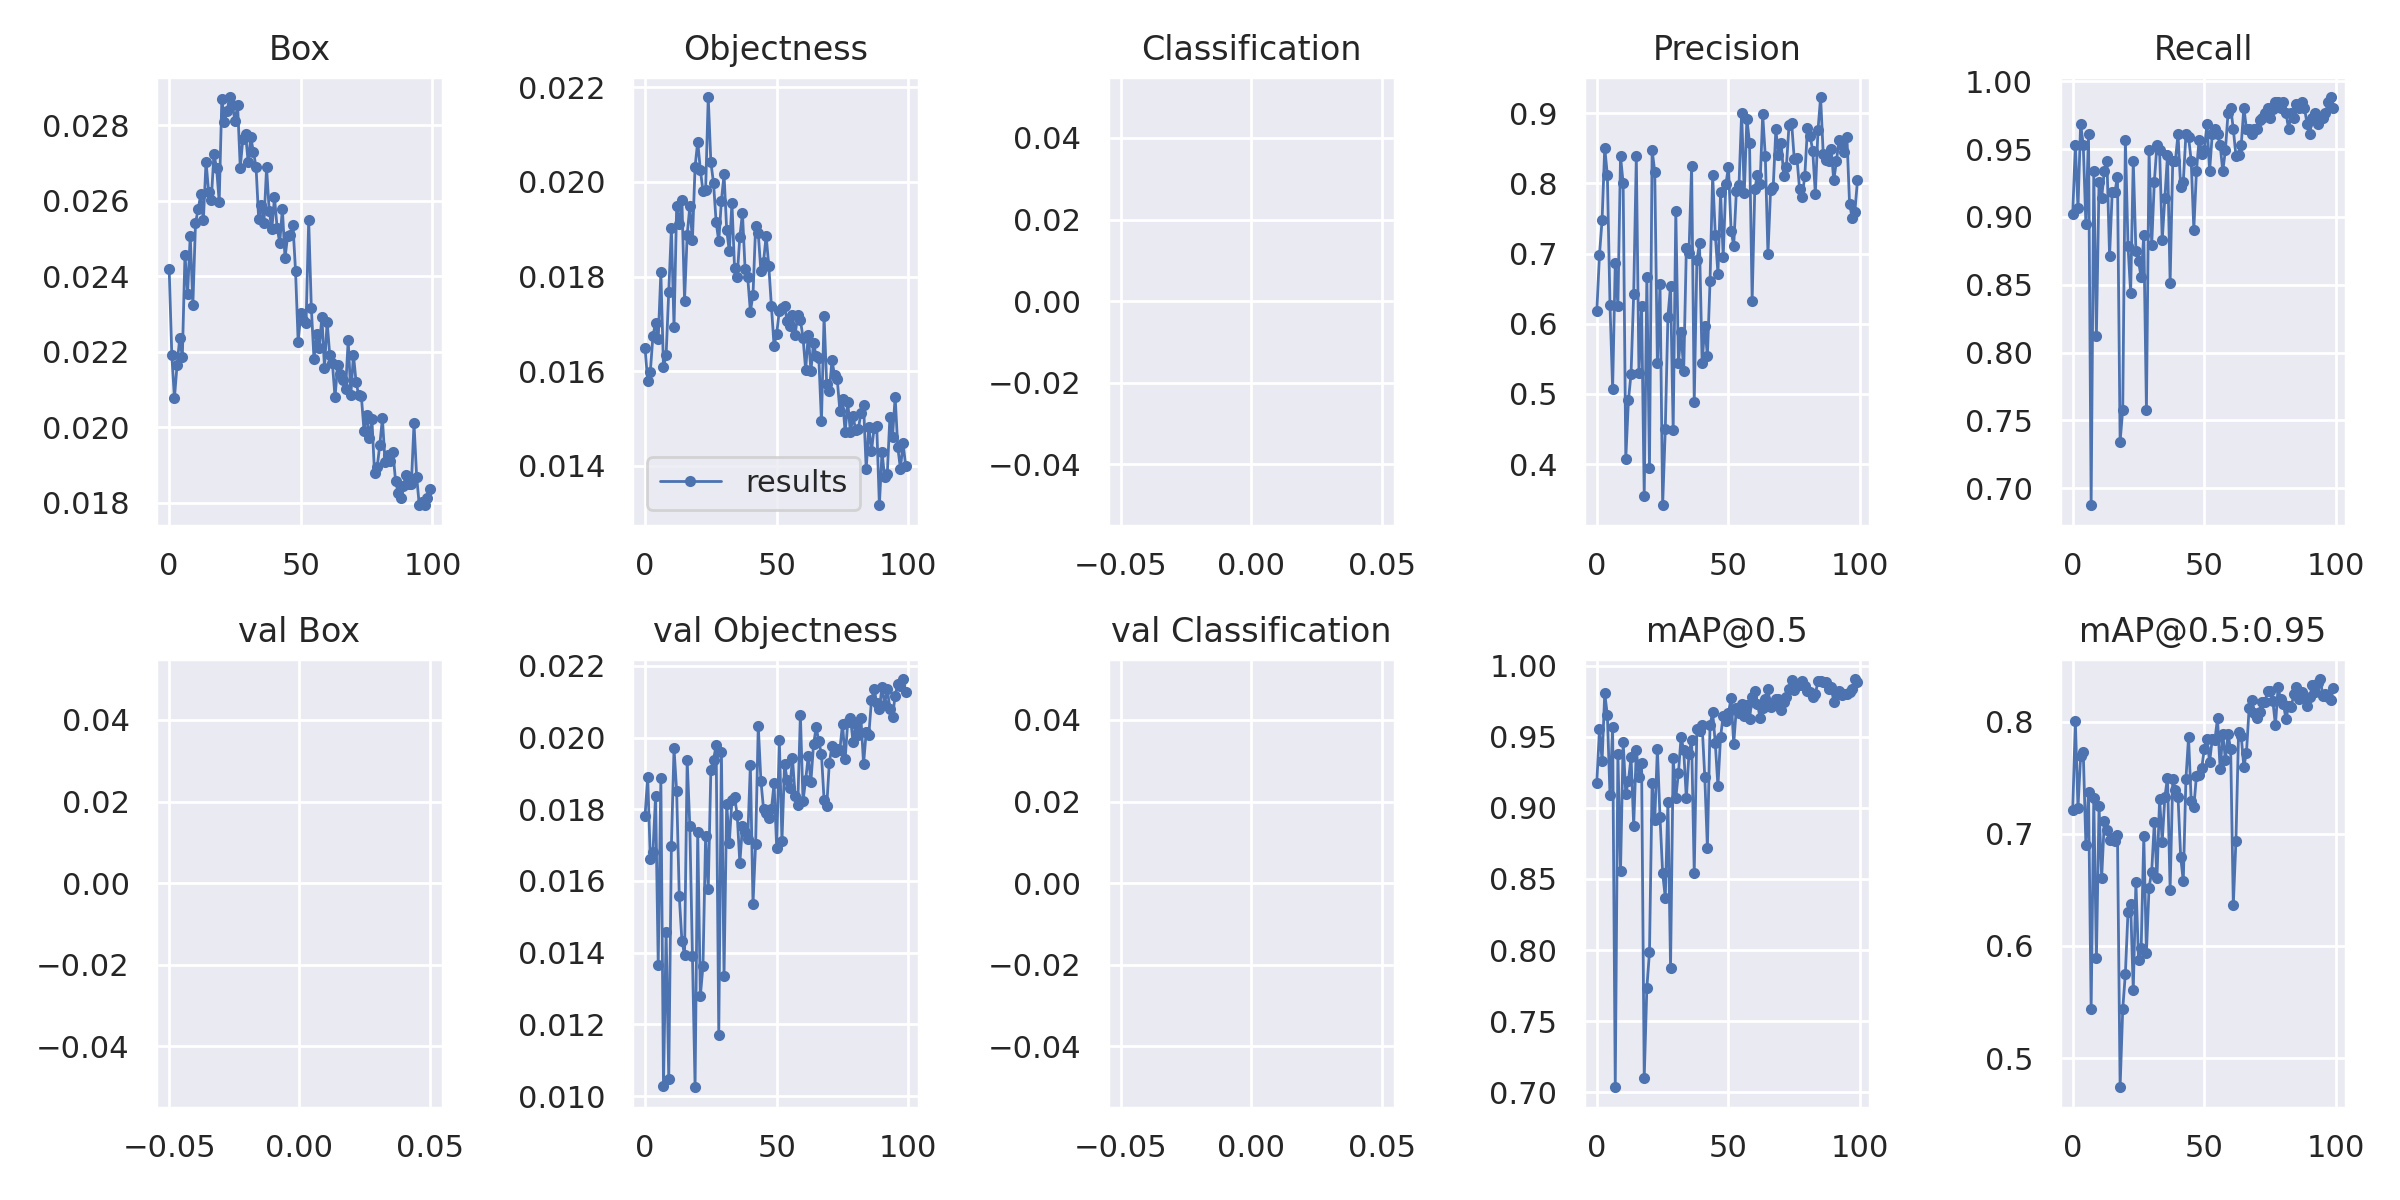 Box
Objectness
Classification
Precision
Recall
0.028
0.026
0.024
0.022
0.020
0.018
0 50 100
0.022
0.020
0.018
0.016
0.014
results
0 50 100
0.04
0.02
0.00
−0.02
−0.04
−0.05 0.00 0.05
0.9
0.8
0.7
0.6
0.5
0.4
0 50 100
1.00
0.95
0.90
0.85
0.80
0.75
0.70
0 50 100
val Box
val Objectness
val Classification
mAP@0.5
mAP@0.5:0.95
0.04
0.02
0.00
−0.02
−0.04
−0.05 0.00 0.05
0.022
0.020
0.018
0.016
0.014
0.012
0.010
0 50 100
0.04
0.02
0.00
−0.02
−0.04
−0.05 0.00 0.05
1.00
0.95
0.90
0.85
0.80
0.75
0.70
0 50 100
0.8
0.7
0.6
0.5
0 50 100